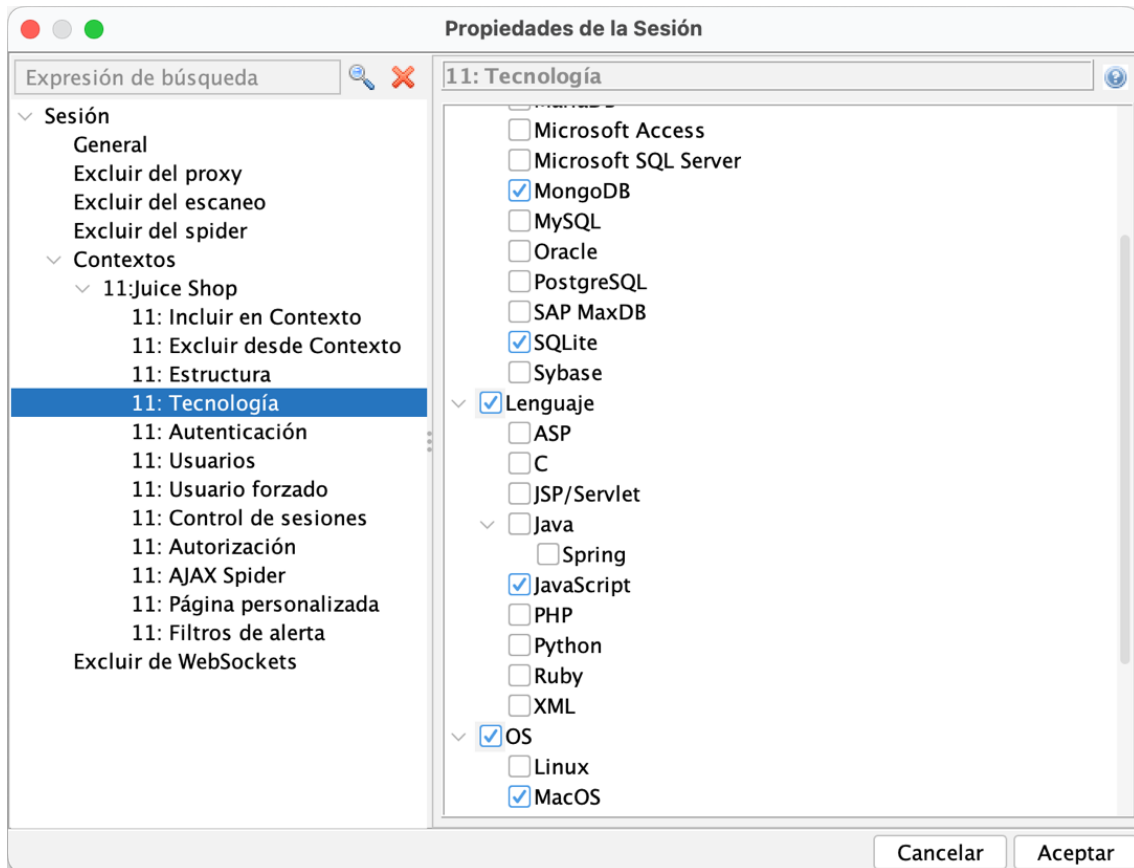 Propiedades de la Sesión
Expresión de búsqueda
Sesión
General
Excluir del proxy
Excluir del escaneo
Excluir del spider
Contextos
11:Juice Shop
11: Incluir en Contexto
11: Excluir desde Contexto
11: Estructura
11: Tecnología
11: Autenticación
11: Usuarios
11: Usuario forzado
11: Control de sesiones
11: Autorización
11: AJAX Spider
11: Página personalizada
11: Filtros de alerta
Excluir de WebSockets
11: Tecnología
MariaDB
Microsoft Access
Microsoft SQL Server
MongoDB
MySQL
Oracle
PostgreSQL
SAP MaxDB
SQLite
Sybase
Lenguaje
ASP
C
JSP/Servlet
Java
Spring
JavaScript
PHP
Python
Ruby
XML
OS
Linux
MacOS
Cancelar
Aceptar